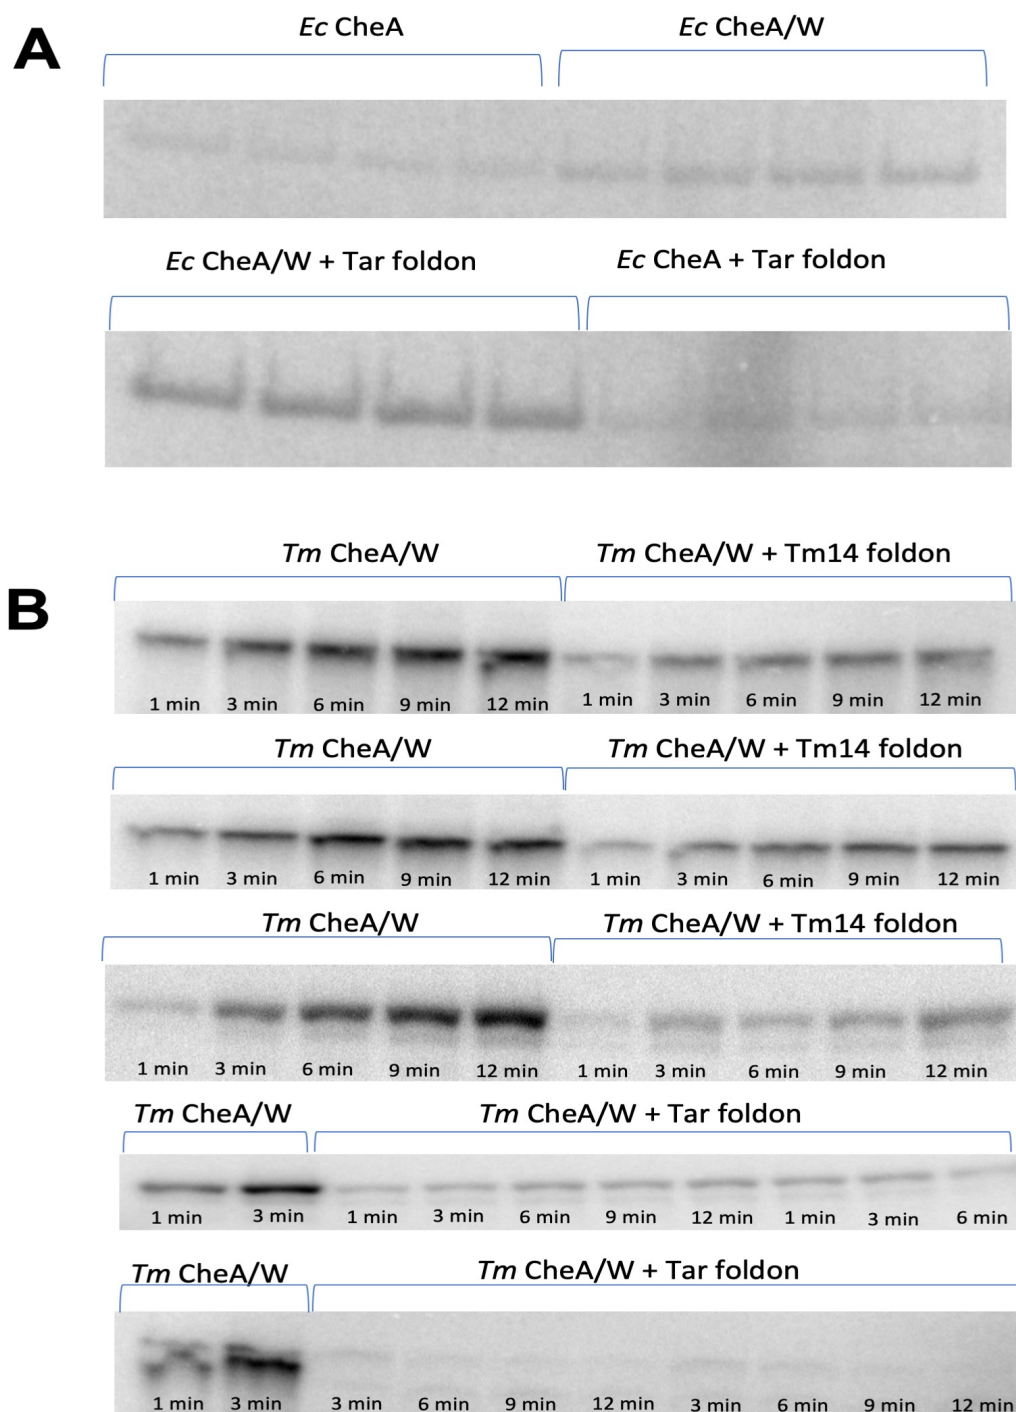 A
Ec CheA Ec CheA/W
Ec CheA/W + Tar foldon Ec CheA + Tar foldon
B
Tm CheA/W Tm CheA/W + Tm14 foldon
1 min 3 min 6 min 9 min 12 min 1 min 3 min 6 min 9 min 12 min
Tm CheA/W Tm CheA/W + Tm14 foldon
1 min 3 min 6 min 9 min 12 min 1 min 3 min 6 min 9 min 12 min
Tm CheA/W Tm CheA/W + Tm14 foldon
1 min 3 min 6 min 9 min 12 min 1 min 3 min 6 min 9 min 12 min
Tm CheA/W Tm CheA/W + Tar foldon
1 min 3 min 1 min 3 min 6 min 9 min 12 min 1 min 3 min 6 min
Tm CheA/W Tm CheA/W + Tar foldon
1 min 3 min 3 min 6 min 9 min 12 min 3 min 6 min 9 min 12 min